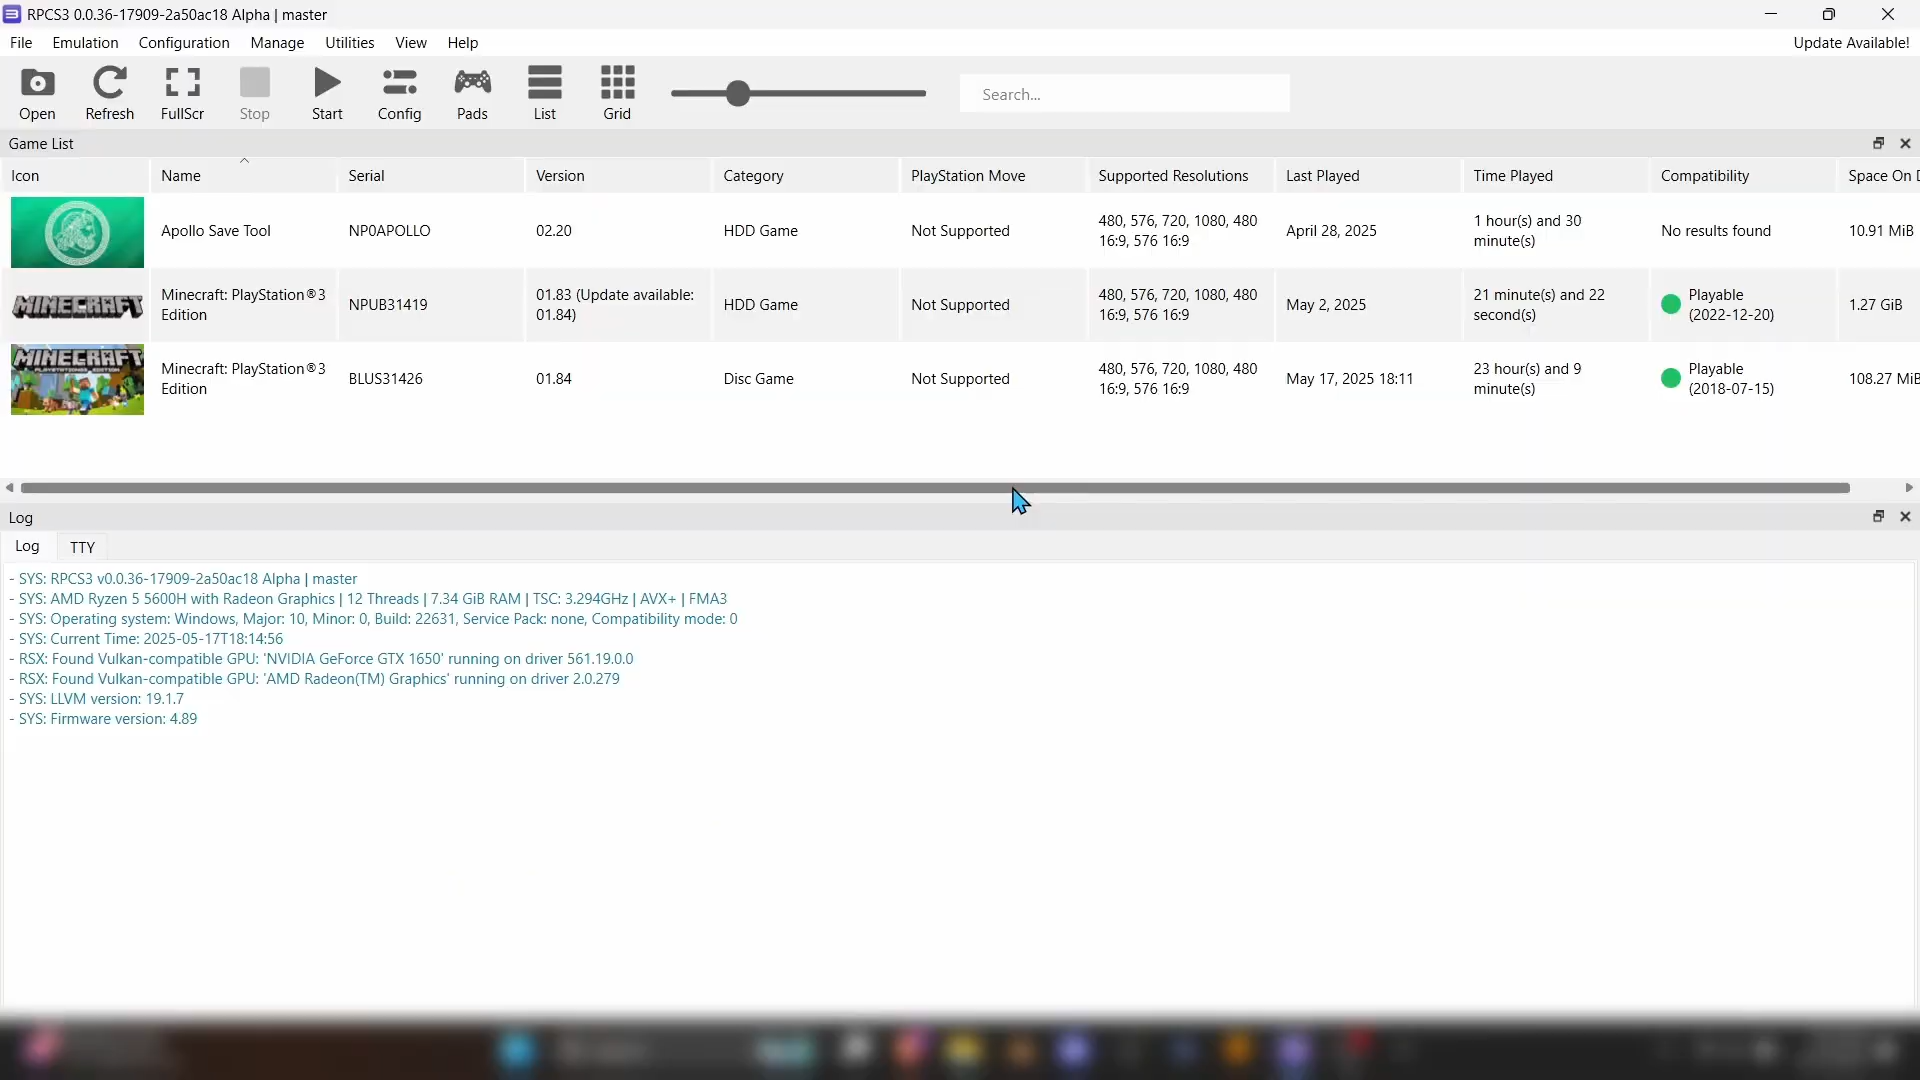 RPCS3 0.0.36-17909-2a50ac18 Alpha | master
File Emulation Configuration Manage Utilities View Help Update Available!
Open Refresh FullScr Stop Start Config Pads List Grid Search...
Game List
Icon Name Serial Version Category PlayStation Move Supported Resolutions Last Played Time Played Compatibility Space On D
Apollo Save Tool NP0APOLLO 02.20 HDD Game Not Supported 480, 576, 720, 1080, 480 April 28, 2025 1 hour(s) and 30 No results found 10.91 MiB
16:9, 576 16:9 minute(s)
MINECRAFT Minecraft: PlayStation®3 NPUB31419 01.83 (Update available: HDD Game Not Supported 480, 576, 720, 1080, 480 May 2, 2025 21 minute(s) and 22 Playable 1.27 GiB
Edition 01.84) 16:9, 576 16:9 second(s) (2022-12-20)
MINECRAFT Minecraft: PlayStation®3 BLUS31426 01.84 Disc Game Not Supported 480, 576, 720, 1080, 480 May 17, 2025 18:11 23 hour(s) and 9 Playable 108.27 MiB
PLAYSTATION®3 EDITION Edition 16:9, 576 16:9 minute(s) (2018-07-15)
Log
Log TTY
- SYS: RPCS3 v0.0.36-17909-2a50ac18 Alpha | master
- SYS: AMD Ryzen 5 5600H with Radeon Graphics | 12 Threads | 7.34 GiB RAM | TSC: 3.294GHz | AVX+ | FMA3
- SYS: Operating system: Windows, Major: 10, Minor: 0, Build: 22631, Service Pack: none, Compatibility mode: 0
- SYS: Current Time: 2025-05-17T18:14:56
- RSX: Found Vulkan-compatible GPU: 'NVIDIA GeForce GTX 1650' running on driver 561.19.0.0
- RSX: Found Vulkan-compatible GPU: 'AMD Radeon(TM) Graphics' running on driver 2.0.279
- SYS: LLVM version: 19.1.7
- SYS: Firmware version: 4.89